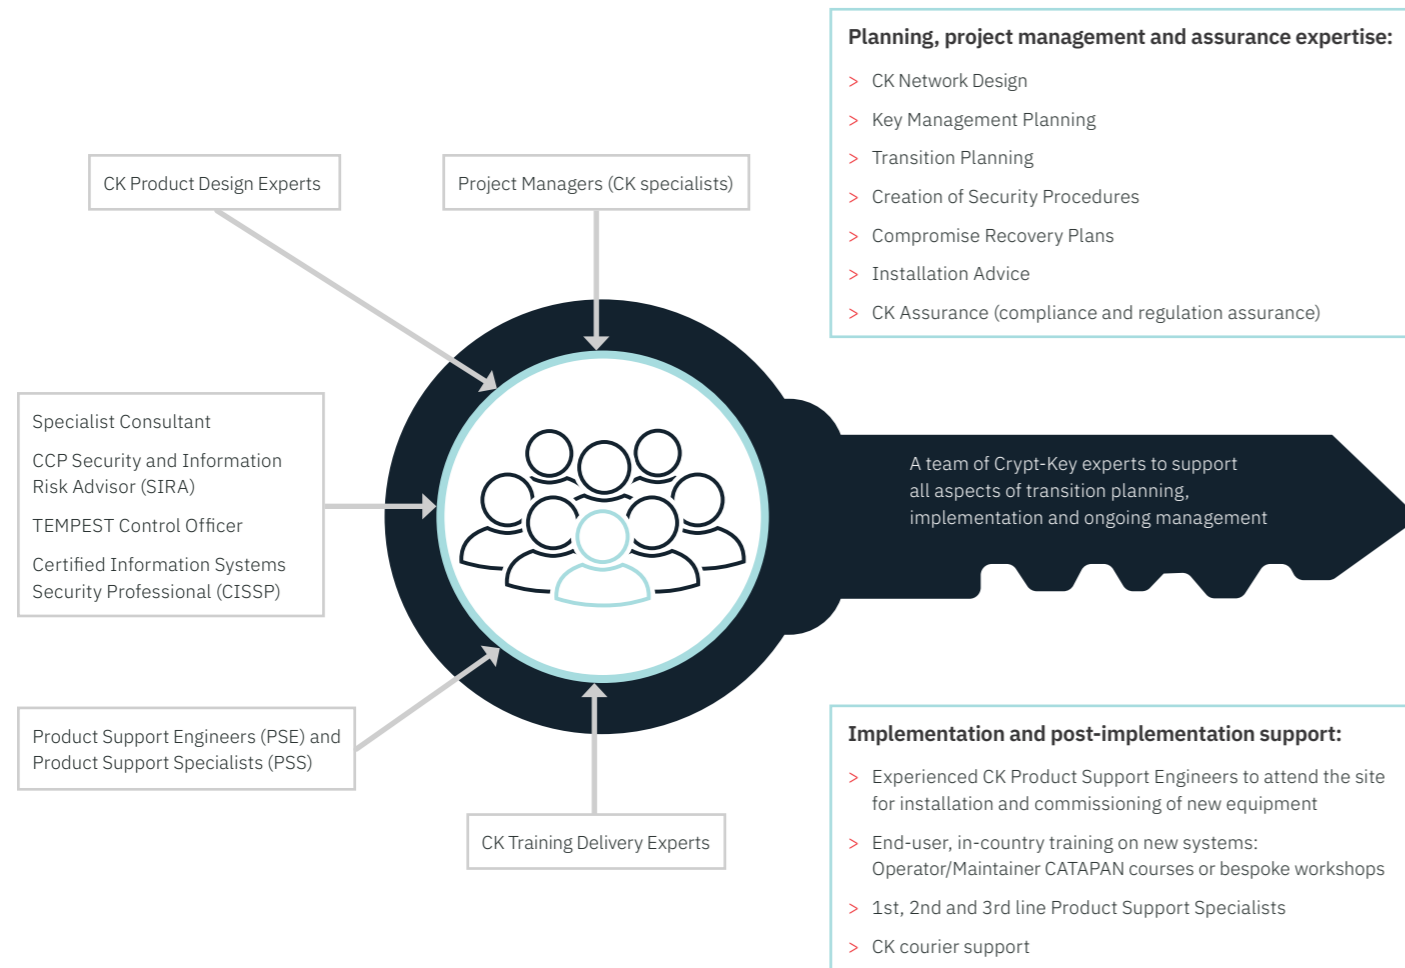 Planning, project management and assurance expertise:
> CK Network Design
> Key Management Planning
> Transition Planning
> Creation of Security Procedures
> Compromise Recovery Plans
> Installation Advice
> CK Assurance (compliance and regulation assurance)
CK Product Design Experts
Project Managers (CK specialists)
Specialist Consultant
CCP Security and Information
Risk Advisor (SIRA)
TEMPEST Control Officer
Certified Information Systems
Security Professional (CISSP)
A team of Crypt-Key experts to support
all aspects of transition planning,
implementation and ongoing management
Product Support Engineers (PSE) and
Product Support Specialists (PSS)
CK Training Delivery Experts
Implementation and post-implementation support:
> Experienced CK Product Support Engineers to attend the site
for installation and commissioning of new equipment
> End-user, in-country training on new systems:
Operator/Maintainer CATAPAN courses or bespoke workshops
> 1st, 2nd and 3rd line Product Support Specialists
> CK courier support